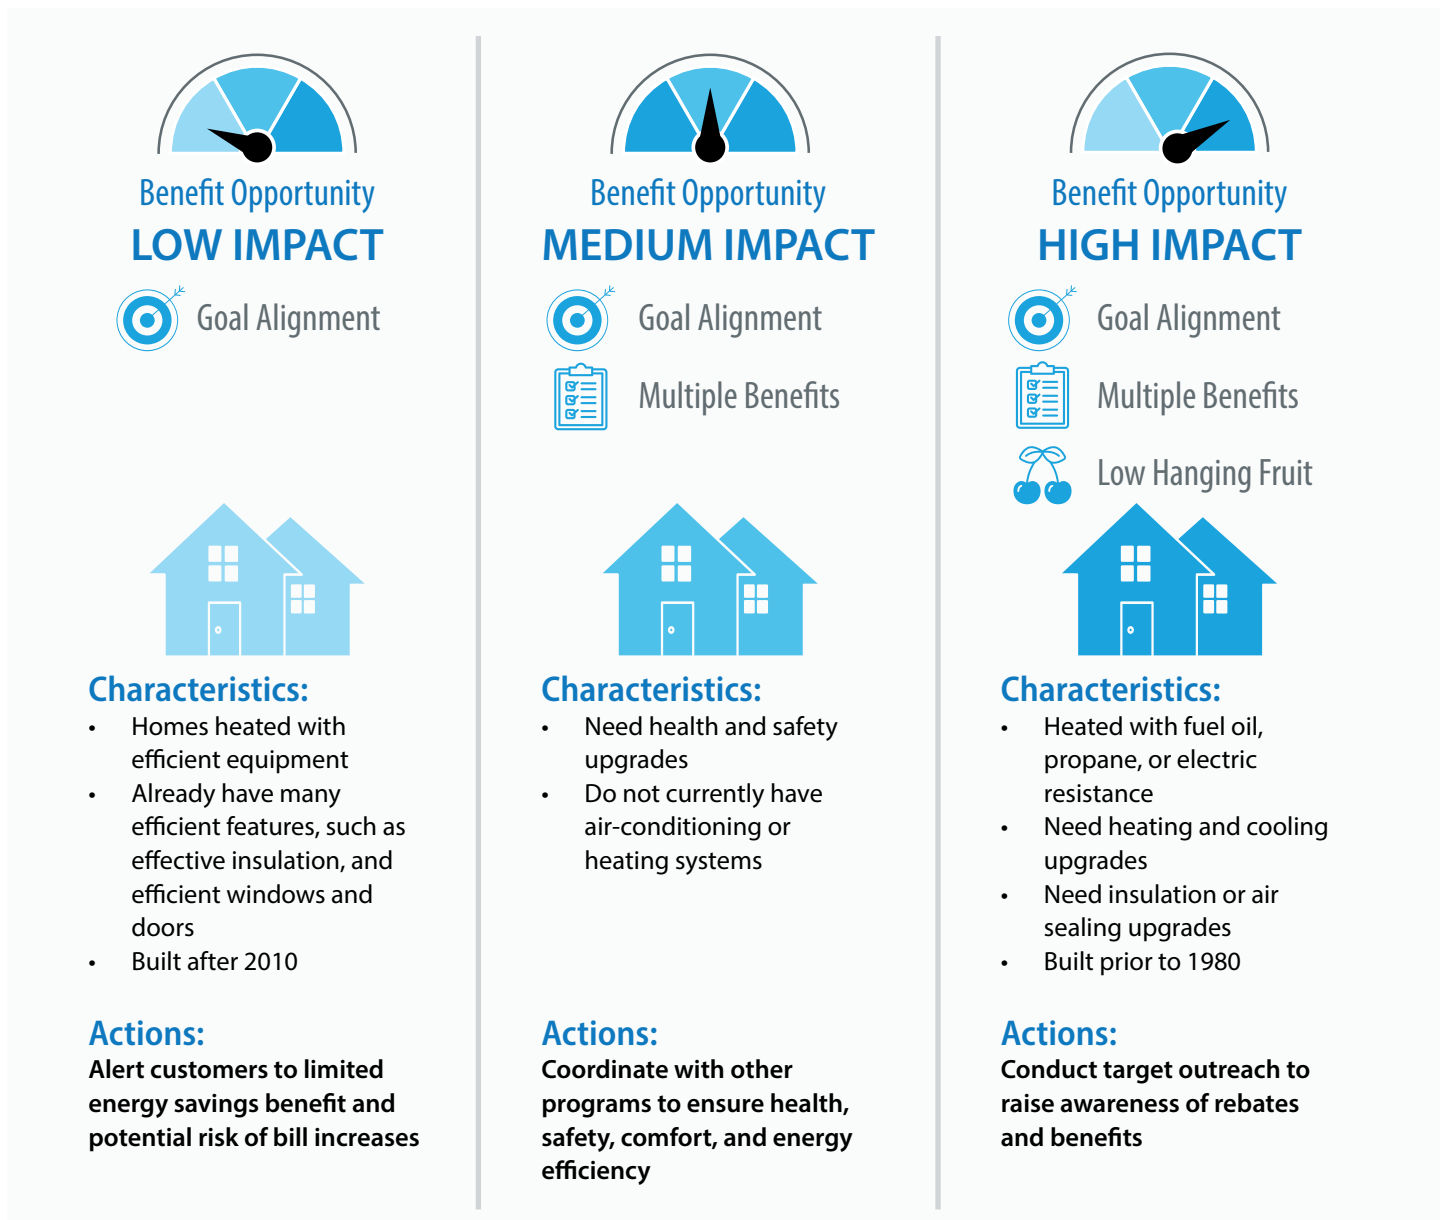 Benefit Opportunity
LOW IMPACT
Goal Alignment
Characteristics:
• Homes heated with
efficient equipment
• Already have many
efficient features, such as
effective insulation, and
efficient windows and
doors
• Built after 2010
Actions:
Alert customers to limited
energy savings benefit and
potential risk of bill increases
Benefit Opportunity
MEDIUM IMPACT
Goal Alignment
Multiple Benefits
Characteristics:
• Need health and safety
upgrades
• Do not currently have
air-conditioning or
heating systems
Actions:
Coordinate with other
programs to ensure health,
safety, comfort, and energy
efficiency
Benefit Opportunity
HIGH IMPACT
Goal Alignment
Multiple Benefits
Low Hanging Fruit
Characteristics:
• Heated with fuel oil,
propane, or electric
resistance
• Need heating and cooling
upgrades
• Need insulation or air
sealing upgrades
• Built prior to 1980
Actions:
Conduct target outreach to
raise awareness of rebates
and benefits